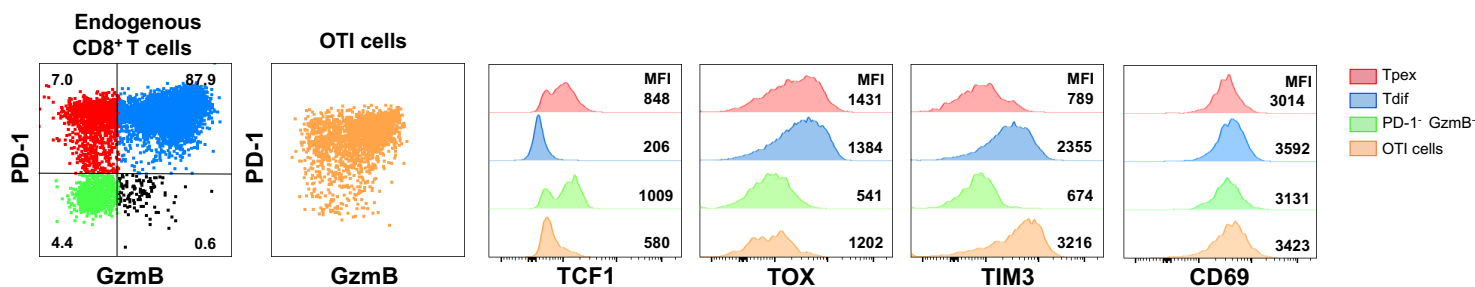 Endogenous
CD8+ T cells
7.0
87.9
4.4
0.6
PD-1
GzmB
OTI cells
PD-1
GzmB
MFI
848
206
1009
580
TCF1
MFI
1431
1384
541
1202
TOX
MFI
789
2355
674
3216
TIM3
MFI
3014
3592
3131
3423
CD69
Tpex
Tdif
PD-1- GzmB-
OTI cells